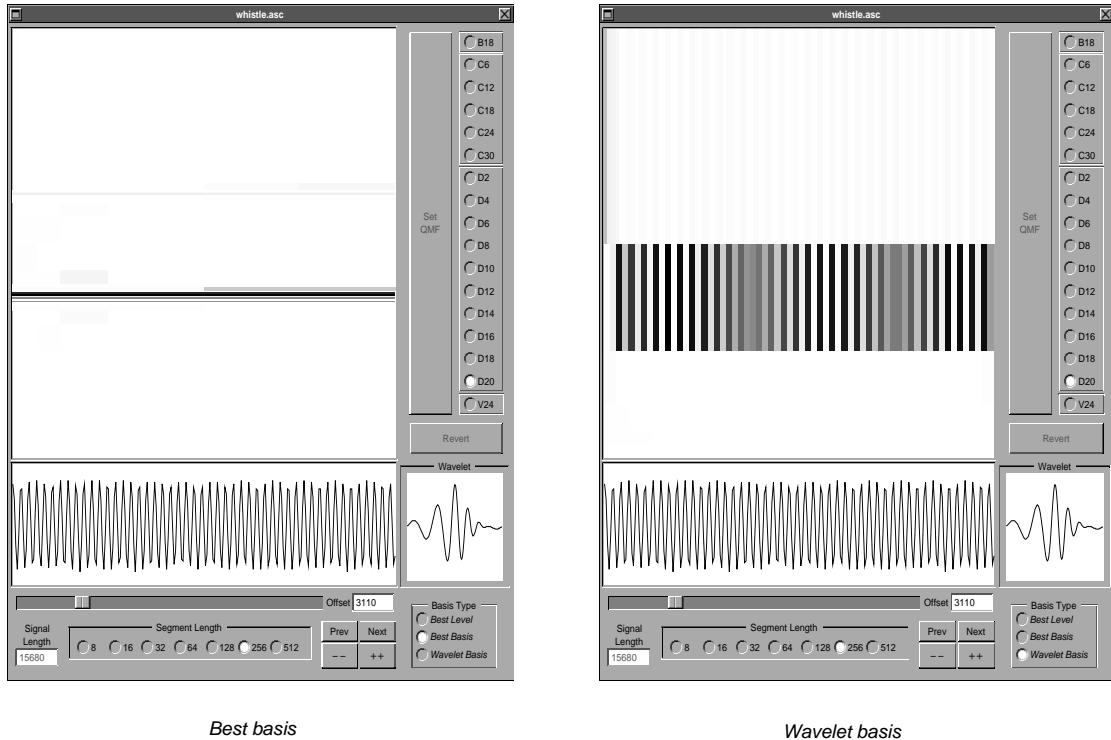 whistle.asc
B18
C6
C12
C18
C24
C30
D2
D4
D6
D8
D10
D12
D14
D16
D18
D20
V24
Set
QMF
Revert
Wavelet
Offset 3110
Signal
Length
15680
Segment Length
8 16 32 64 128 256 512
Prev Next
-- ++
Basis Type
Best Level
Best Basis
Wavelet Basis
Best basis
whistle.asc
B18
C6
C12
C18
C24
C30
D2
D4
D6
D8
D10
D12
D14
D16
D18
D20
V24
Set
QMF
Revert
Wavelet
Offset 3110
Signal
Length
15680
Segment Length
8 16 32 64 128 256 512
Prev Next
-- ++
Basis Type
Best Level
Best Basis
Wavelet Basis
Wavelet basis